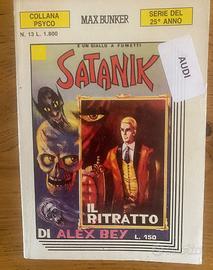 COLLANA
PSYCO
MAX BUNKER
SERIE DEL
25° ANNO
N. 13 L. 1.800
È UN GIALLO A FUMETTI
SATANIK
AUDI
IL
RITRATTO
DI ALEX BEY L. 150